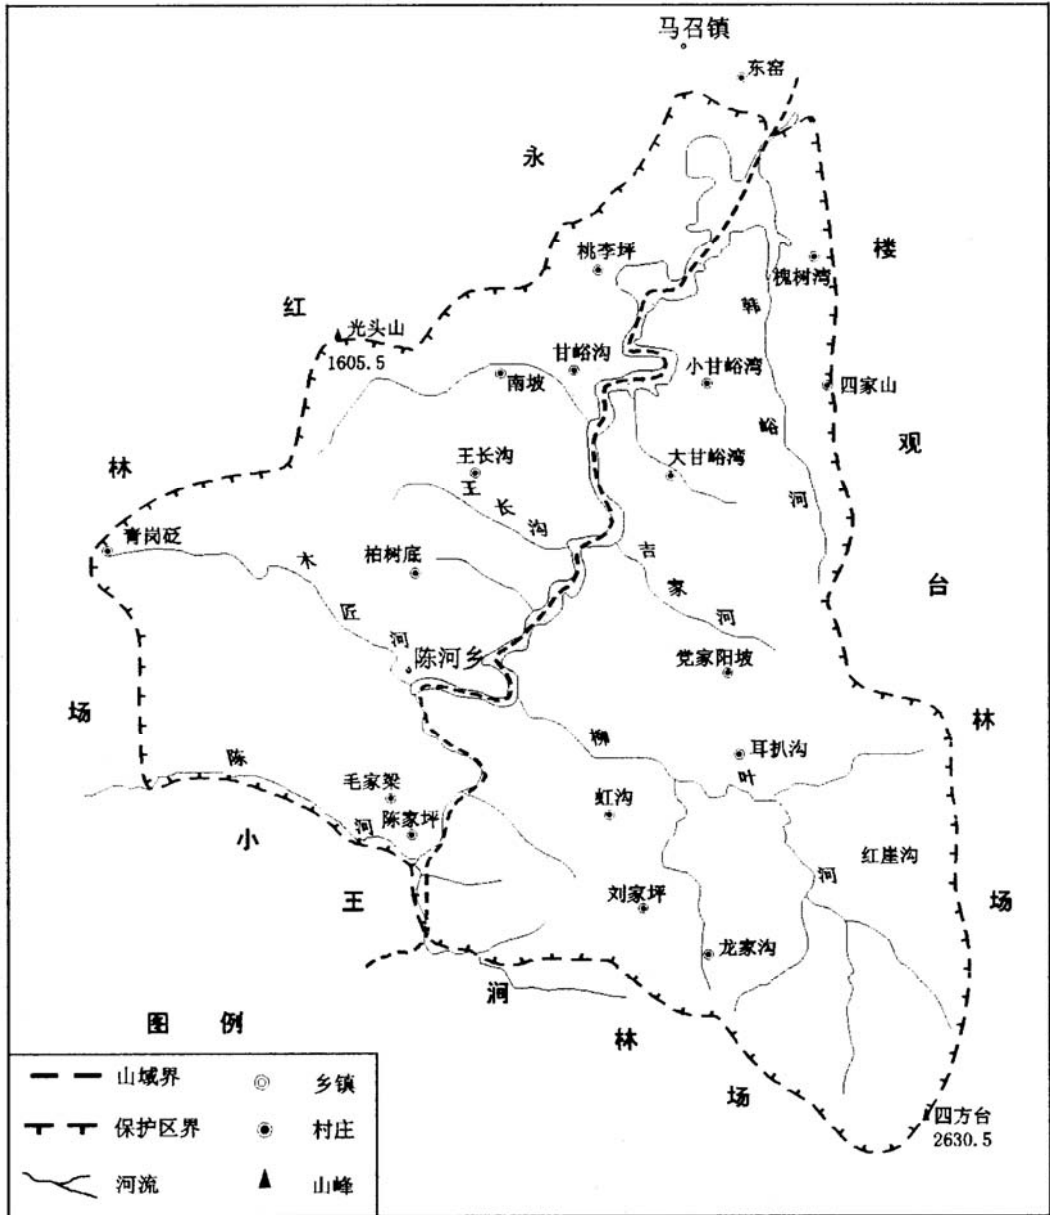 马召镇
东窑
永
楼
桃李坪
槐树湾
红
韩
光头山
1605.5
甘峪沟
小甘峪湾
南坡
四家山
峪
观
林
王长沟
大甘峪湾
王
长
河
沟
青岗砭
木
柏树底
吉
家
台
匠
河
河
陈河乡
党家阳坡
场
柳
林
陈
耳扒沟
叶
毛家梁
虹沟
小
河
陈家坪
红崖沟
河
王
刘家坪
场
龙家沟
涧
图 例
林
山域界
乡镇
场
四方台
2630.5
保护区界
村庄
河流
山峰